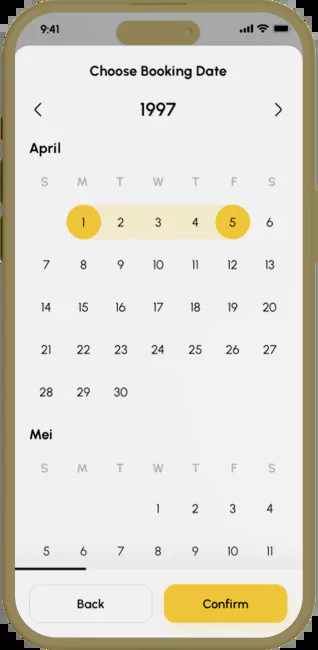 9:41
Choose Booking Date
1997
April
S M T W T F S
1 2 3 4 5 6
7 8 9 10 11 12 13
14 15 16 17 18 19 20
21 22 23 24 25 26 27
28 29 30
Mei
S M T W T F S
1 2 3 4
5 6 7 8 9 10 11
Back Confirm